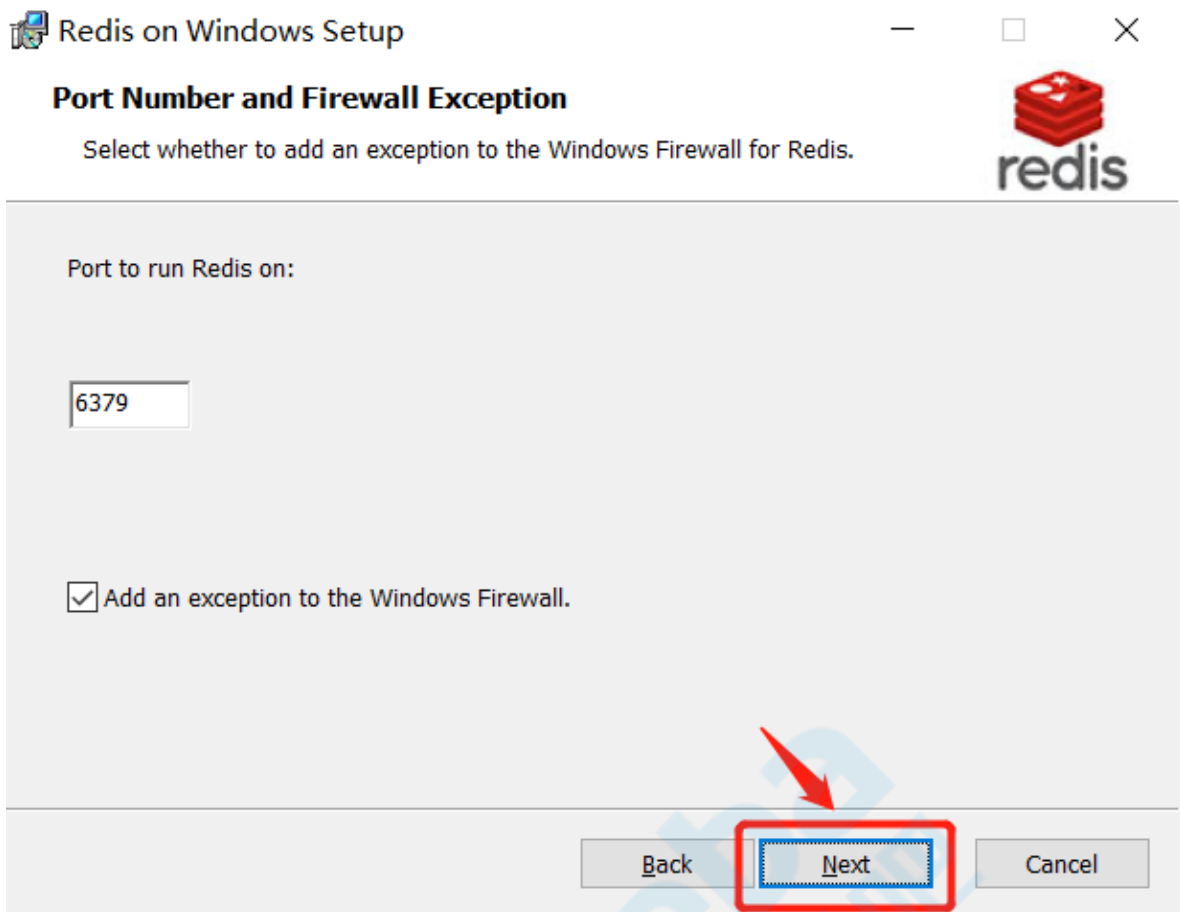 Redis on Windows Setup
Port Number and Firewall Exception
Select whether to add an exception to the Windows Firewall for Redis.
redis
Port to run Redis on:
6379
Add an exception to the Windows Firewall.
Back
Next
Cancel